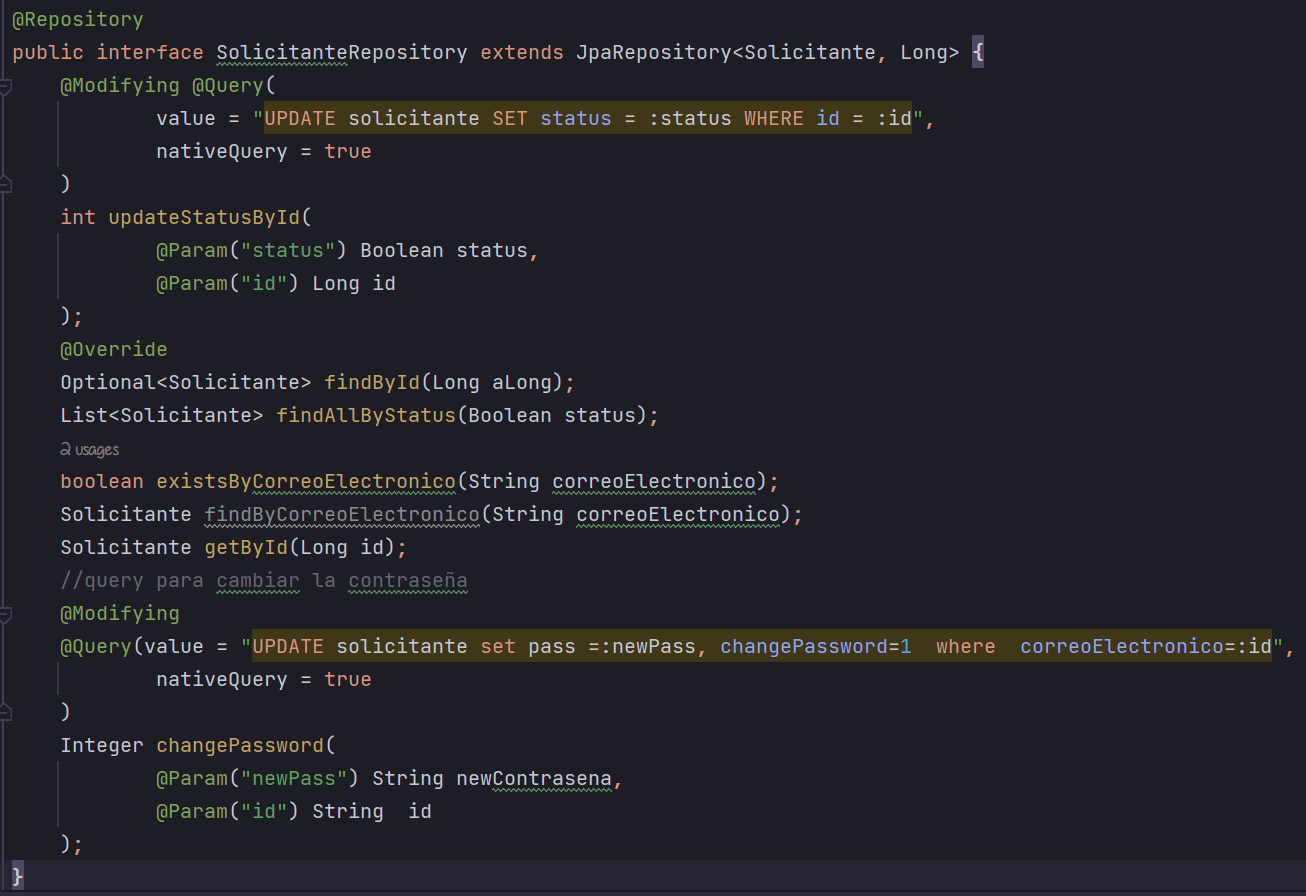 @Repository
public interface SolicitanteRepository extends JpaRepository<Solicitante, Long> {
    @Modifying @Query(
            value = "UPDATE solicitante SET status = :status WHERE id = :id",
            nativeQuery = true
    )
    int updateStatusById(
            @Param("status") Boolean status,
            @Param("id") Long id
    );
    @Override
    Optional<Solicitante> findById(Long aLong);
    List<Solicitante> findAllByStatus(Boolean status);
    2 usages
    boolean existsByCorreoElectronico(String correoElectronico);
    Solicitante findByCorreoElectronico(String correoElectronico);
    Solicitante getById(Long id);
    //query para cambiar la contraseña
    @Modifying
    @Query(value = "UPDATE solicitante set pass =:newPass, changePassword=1  where  correoElectronico=:id",
            nativeQuery = true
    )
    Integer changePassword(
            @Param("newPass") String newContrasena,
            @Param("id") String  id
    );
}